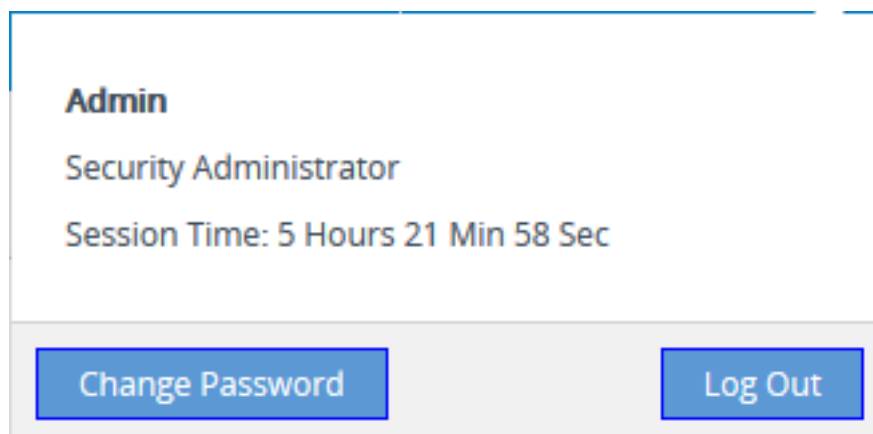 Admin
Security Administrator
Session Time: 5 Hours 21 Min 58 Sec
Change Password
Log Out